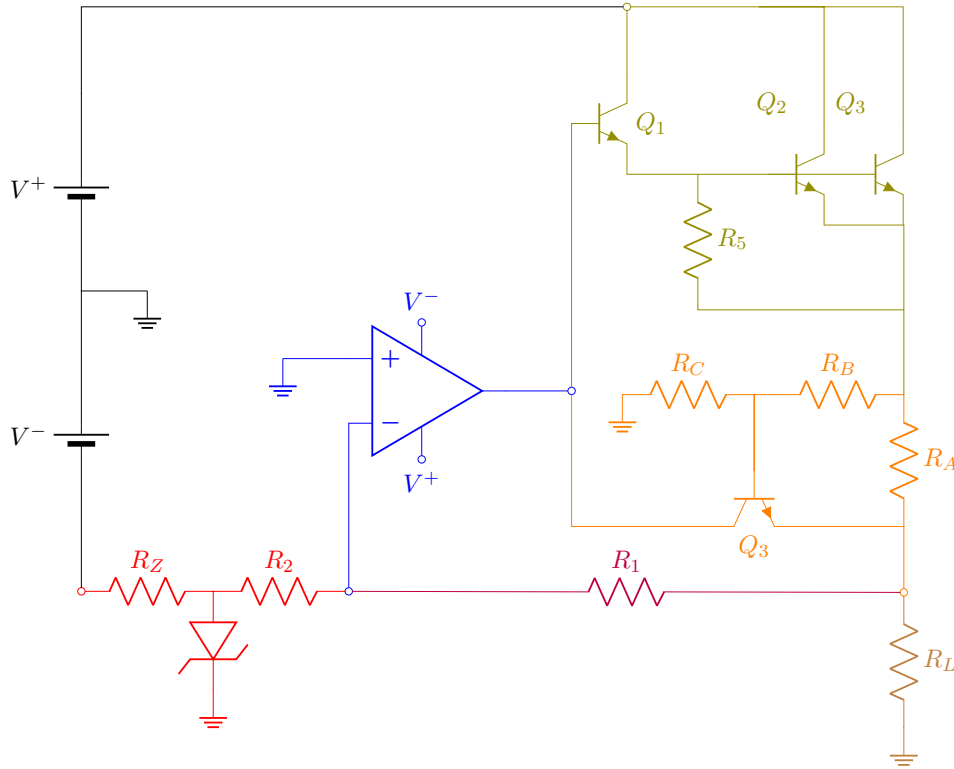 Q₂ Q₃
Q₁
V⁺
R₅
V⁻
+
R_C R_B
−
V⁻
R_A
V⁺
Q₃
R_Z R₂ R₁
R_L